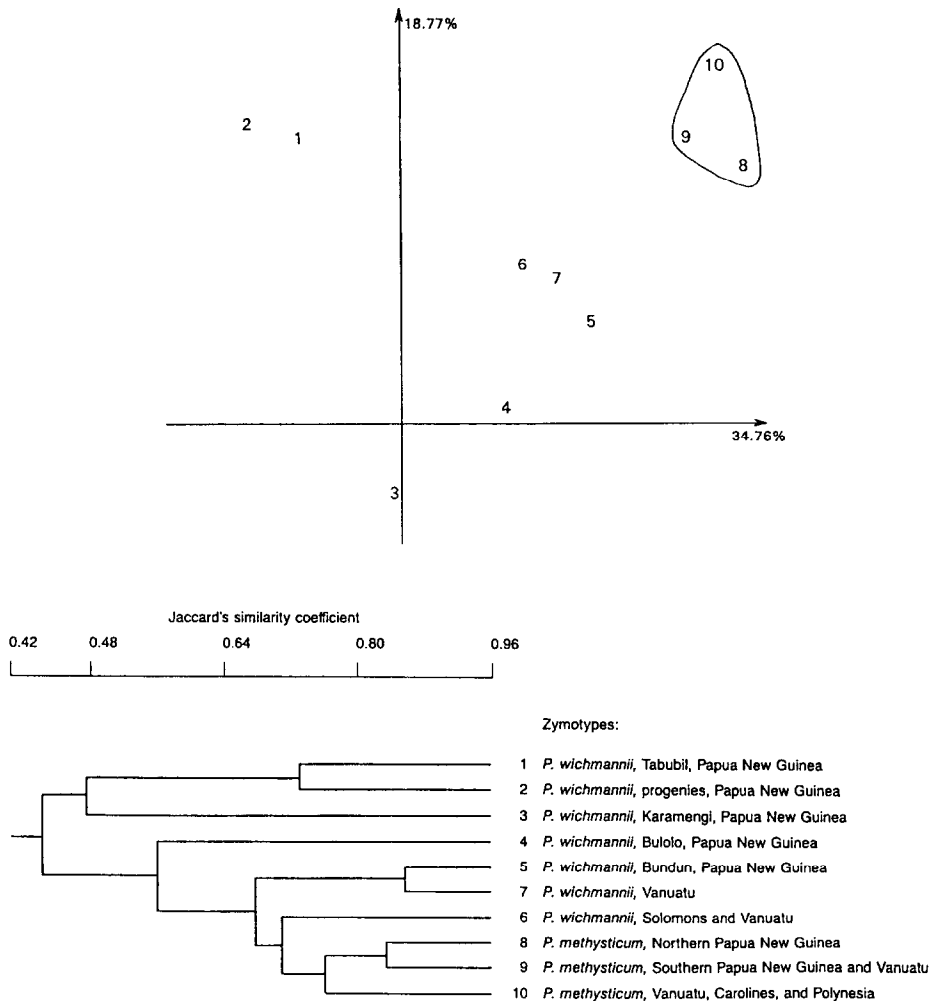 18.77%
10
2
1
9
8
6
7
5
4
34.76%
3
Jaccard's similarity coefficient
0.42 0.48 0.64 0.80 0.96
Zymotypes:
1 P. wichmannii, Tabubil, Papua New Guinea
2 P. wichmannii, progenies, Papua New Guinea
3 P. wichmannii, Karamengi, Papua New Guinea
4 P. wichmannii, Bulolo, Papua New Guinea
5 P. wichmannii, Bundun, Papua New Guinea
7 P. wichmannii, Vanuatu
6 P. wichmannii, Solomons and Vanuatu
8 P. methysticum, Northern Papua New Guinea
9 P. methysticum, Southern Papua New Guinea and Vanuatu
10 P. methysticum, Vanuatu, Carolines, and Polynesia